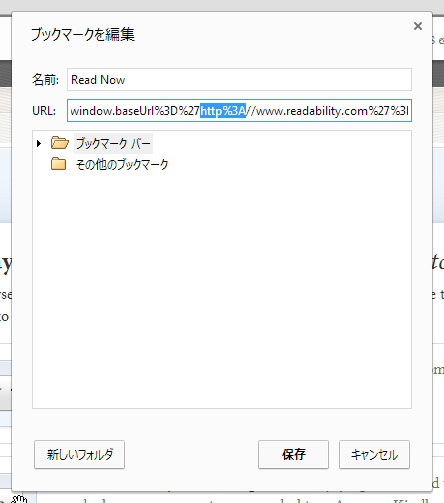 ブックマークを編集
名前: Read Now
URL: window.baseUrl%3D%27http%3A//www.readability.com%27%3
ブックマーク バー
その他のブックマーク
新しいフォルダ 保存 キャンセル